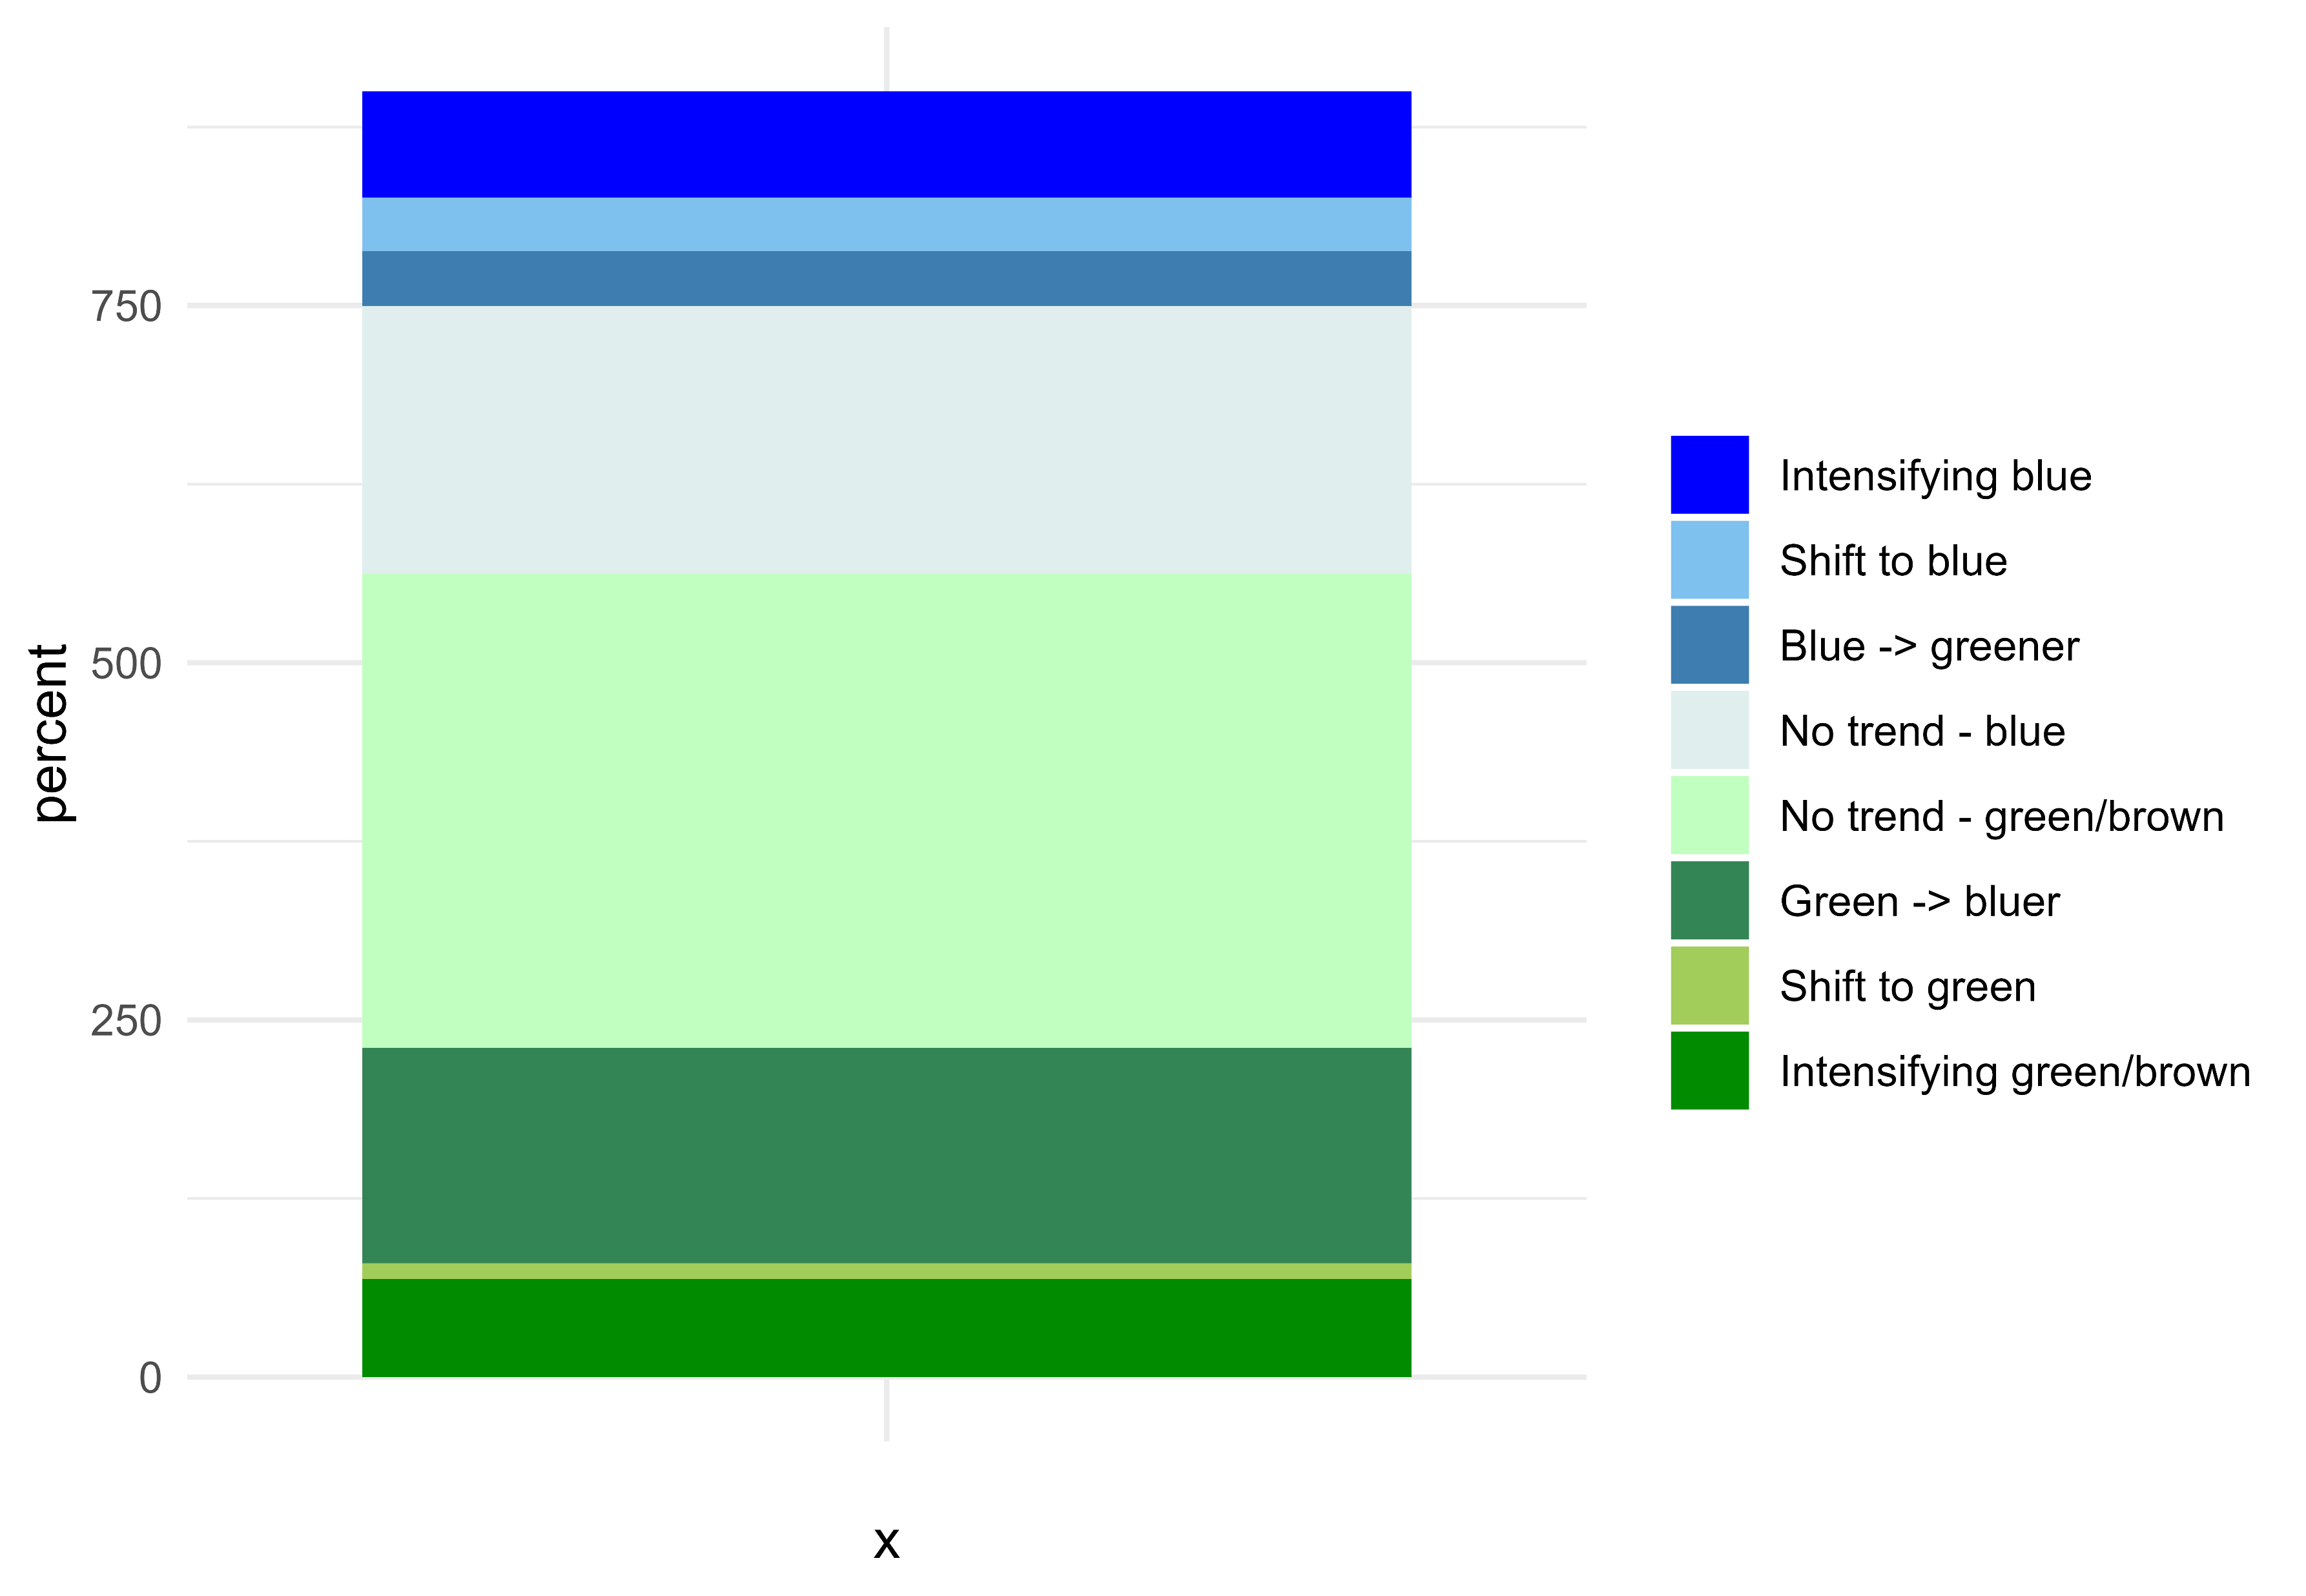 percent
750
500
250
0
x
Intensifying blue
Shift to blue
Blue -> greener
No trend - blue
No trend - green/brown
Green -> bluer
Shift to green
Intensifying green/brown